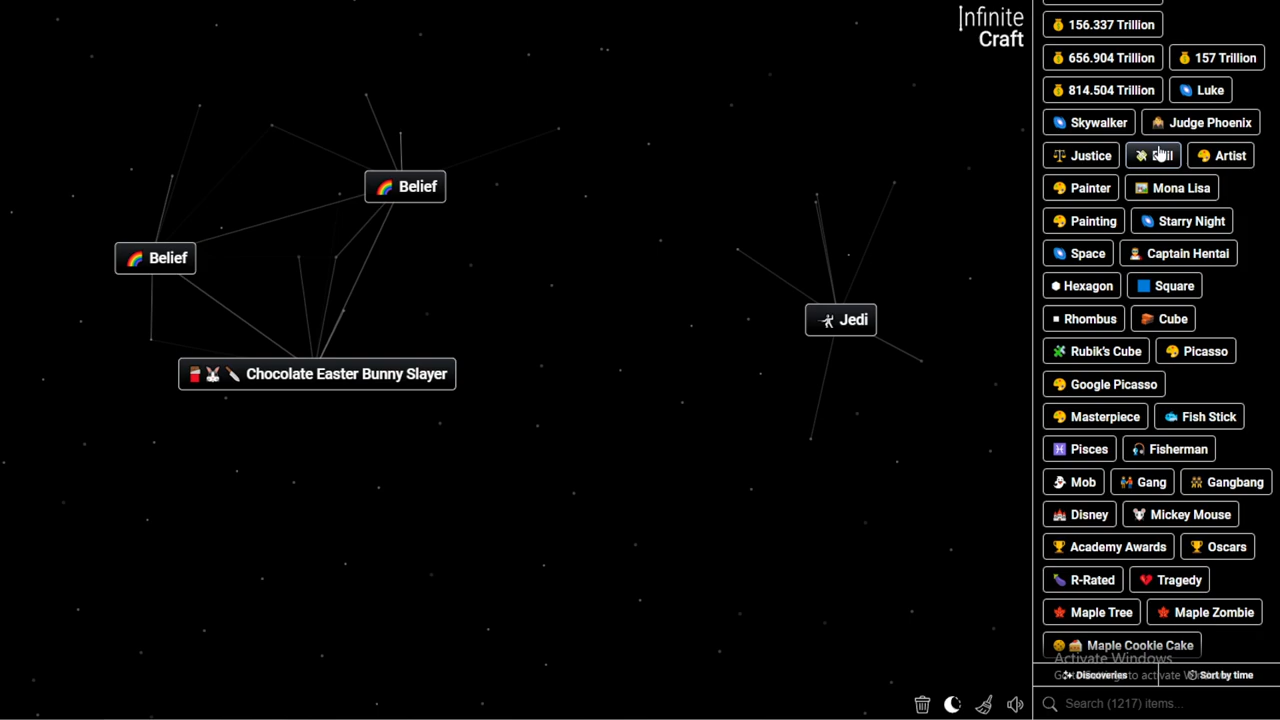 Infinite
Craft
Belief
Belief
Chocolate Easter Bunny Slayer
Jedi
156.337 Trillion
656.904 Trillion
157 Trillion
814.504 Trillion
Luke
Skywalker
Judge Phoenix
Justice
Artist
Painter
Mona Lisa
Painting
Starry Night
Space
Captain Hentai
Hexagon
Square
Rhombus
Cube
Rubik's Cube
Picasso
Google Picasso
Masterpiece
Fish Stick
Pisces
Fisherman
Mob
Gang
Gangbang
Disney
Mickey Mouse
Academy Awards
Oscars
R-Rated
Tragedy
Maple Tree
Maple Zombie
Maple Cookie Cake
Activate Windows
Discoveries
Sort by time
Search (1217) items...